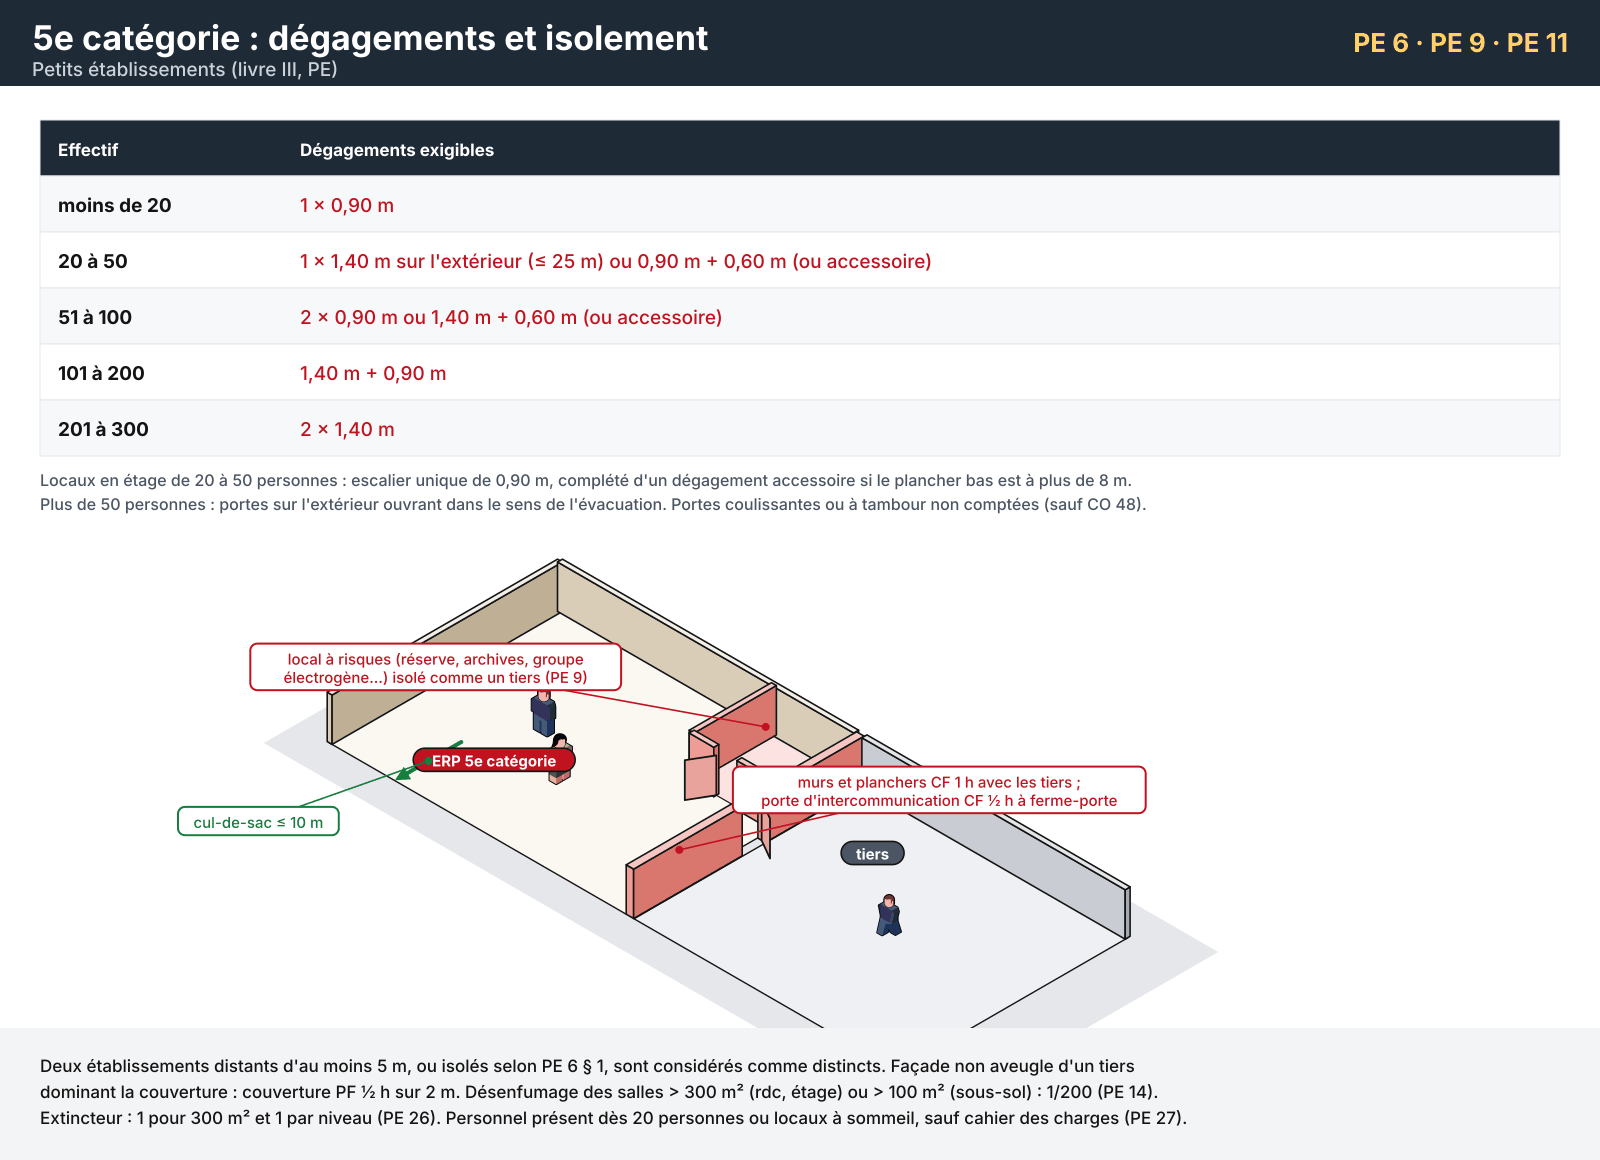 5e catégorie : dégagements et isolement
PE 6 · PE 9 · PE 11
Petits établissements (livre III, PE)
Effectif Dégagements exigibles
moins de 20 1 × 0,90 m
20 à 50 1 × 1,40 m sur l'extérieur (≤ 25 m) ou 0,90 m + 0,60 m (ou accessoire)
51 à 100 2 × 0,90 m ou 1,40 m + 0,60 m (ou accessoire)
101 à 200 1,40 m + 0,90 m
201 à 300 2 × 1,40 m
Locaux en étage de 20 à 50 personnes : escalier unique de 0,90 m, complété d'un dégagement accessoire si le plancher bas est à plus de 8 m.
Plus de 50 personnes : portes sur l'extérieur ouvrant dans le sens de l'évacuation. Portes coulissantes ou à tambour non comptées (sauf CO 48).
local à risques (réserve, archives, groupe
électrogène…) isolé comme un tiers (PE 9)
ERP 5e catégorie
murs et planchers CF 1 h avec les tiers ;
porte d'intercommunication CF ½ h à ferme-porte
cul-de-sac ≤ 10 m
tiers
Deux établissements distants d'au moins 5 m, ou isolés selon PE 6 § 1, sont considérés comme distincts. Façade non aveugle d'un tiers
dominant la couverture : couverture PF ½ h sur 2 m. Désenfumage des salles > 300 m² (rdc, étage) ou > 100 m² (sous-sol) : 1/200 (PE 14).
Extincteur : 1 pour 300 m² et 1 par niveau (PE 26). Personnel présent dès 20 personnes ou locaux à sommeil, sauf cahier des charges (PE 27).